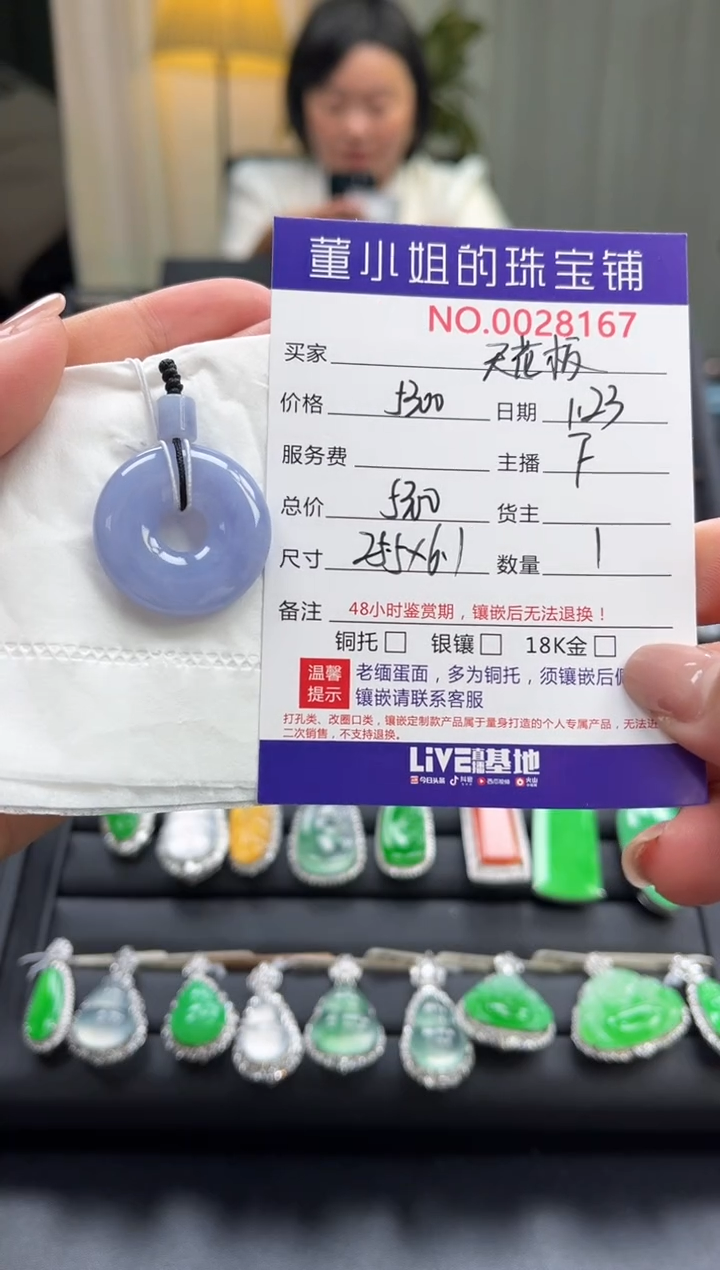 董小姐的珠宝铺
NO.0028167
买家 天花板
价格 5300 日期 1.23
服务费 主播 下
总价 5300 货主
尺寸 25.5×6.1 数量 1
备注 48小时鉴赏期，镶嵌后无法退换！
铜托 银镶 18K金
温馨提示 老缅蛋面，多为铜托，须镶嵌后
镶嵌请联系客服
打孔类、改圈口类，镶嵌定制款产品属于量身打造的个人专属产品，无法进
二次销售，不支持退换。
LiVE直播基地
今日头条 抖音 西瓜视频 火山